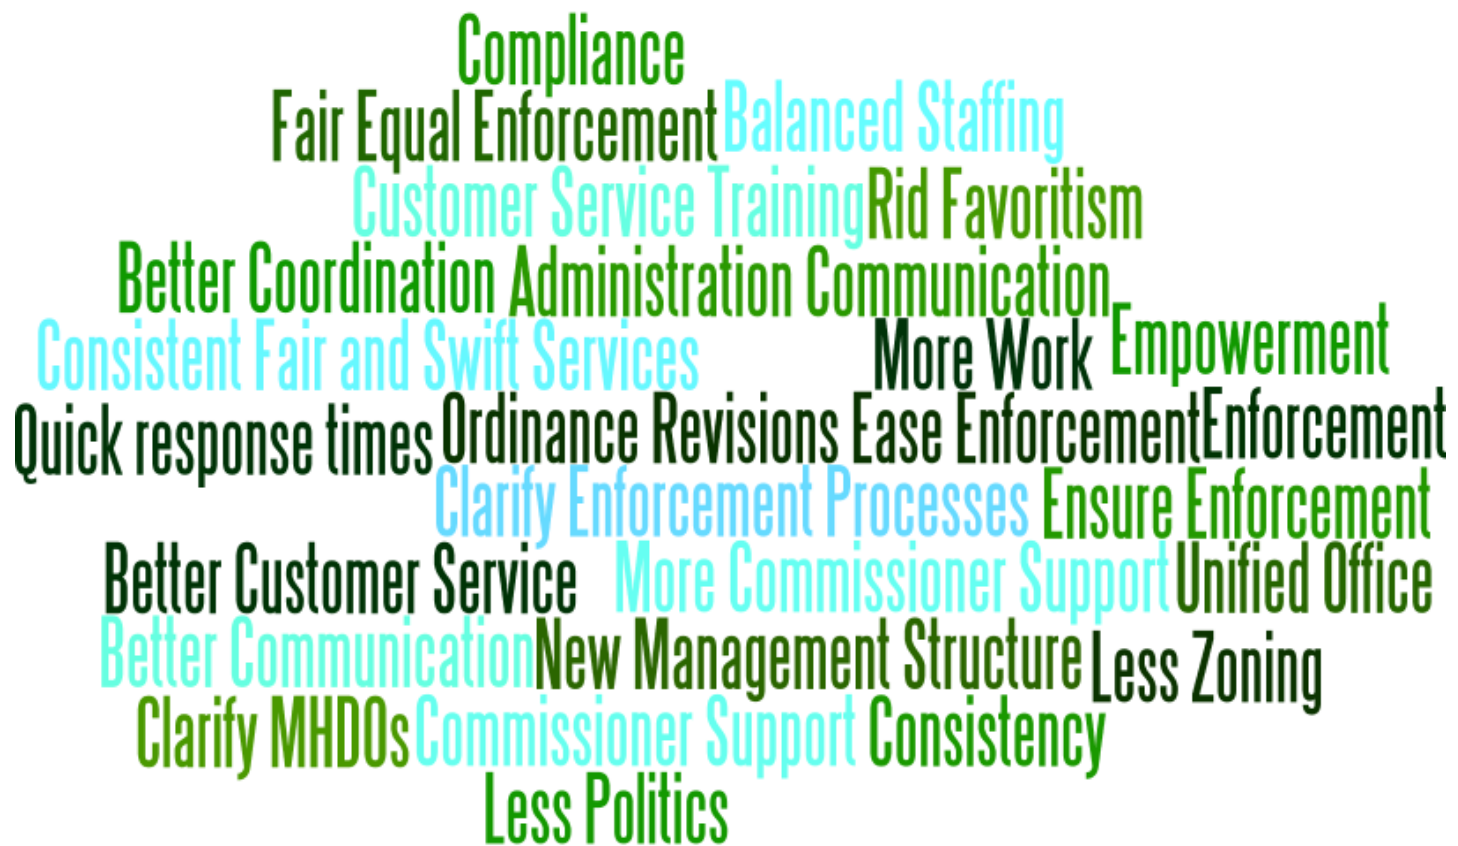 Compliance
Fair Equal Enforcement Balanced Staffing
Customer Service Training Rid Favoritism
Better Coordination Administration Communication
Consistent Fair and Swift Services More Work Empowerment
Quick response times Ordinance Revisions Ease Enforcement Enforcement
Clarify Enforcement Processes Ensure Enforcement
Better Customer Service More Commissioner Support Unified Office
Better Communication New Management Structure Less Zoning
Clarify MHDOs Commissioner Support Consistency
Less Politics